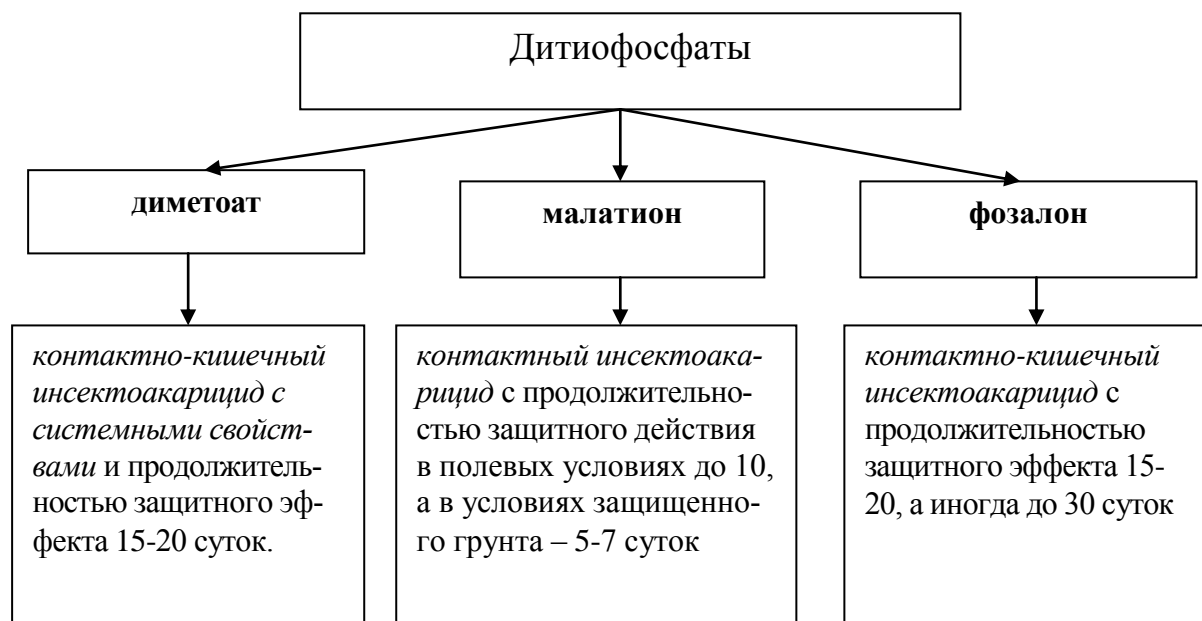 Дитиофосфаты
диметоат
малатион
фозалон
контактно-кишечный
инсектоакарицид с
системными свойст-
вами и продолжитель-
ностью защитного эф-
фекта 15-20 суток.
контактный инсектоака-
рицид с продолжительно-
стью защитного действия
в полевых условиях до 10,
а в условиях защищенно-
го грунта – 5-7 суток
контактно-кишечный
инсектоакарицид с
продолжительностью
защитного эффекта 15-
20, а иногда до 30 суток